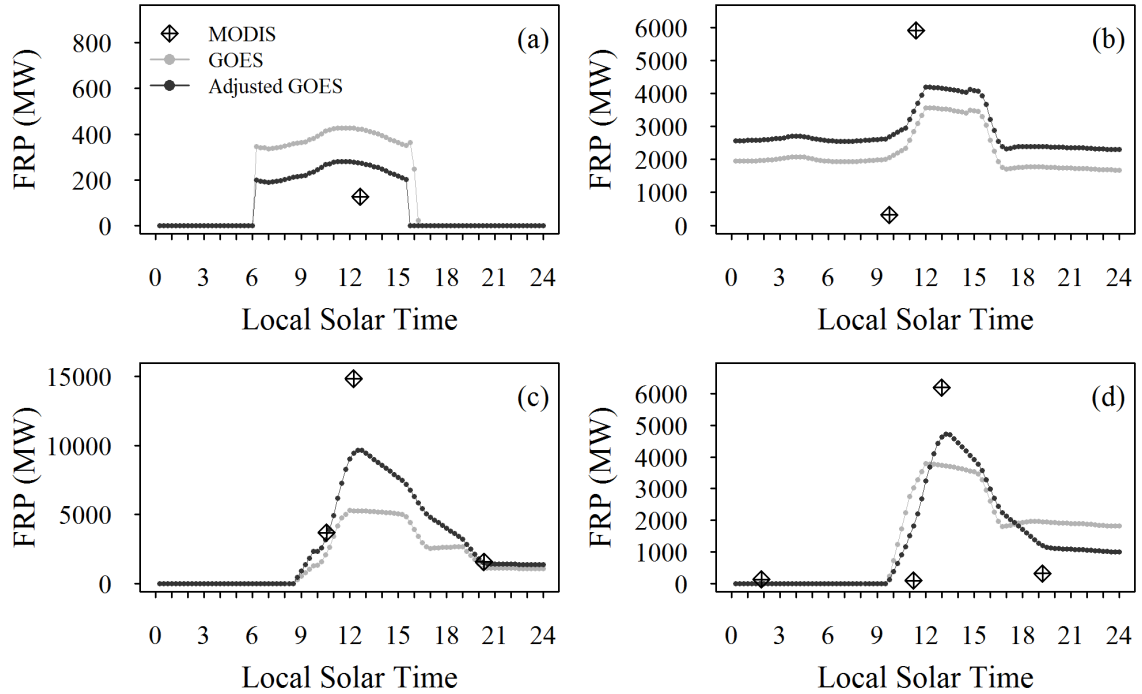 800
600
400
200
0
FRP (MW)
MODIS
GOES
Adjusted GOES
(a)
0 3 6 9 12 15 18 21 24
Local Solar Time
6000
5000
4000
3000
2000
1000
0
FRP (MW)
(b)
0 3 6 9 12 15 18 21 24
Local Solar Time
15000
10000
5000
0
FRP (MW)
(c)
0 3 6 9 12 15 18 21 24
Local Solar Time
6000
5000
4000
3000
2000
1000
0
FRP (MW)
(d)
0 3 6 9 12 15 18 21 24
Local Solar Time